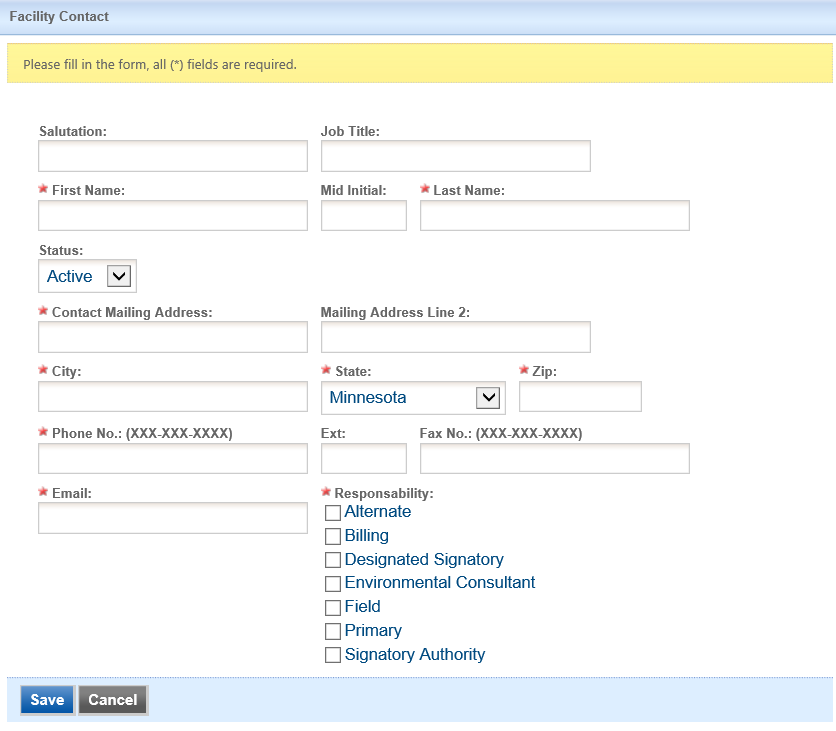 Facility Contact
Please fill in the form, all (*) fields are required.
Salutation: Job Title:
First Name: Mid Initial: Last Name:
Status:
Active
Contact Mailing Address: Mailing Address Line 2:
City: State: Zip:
Minnesota
Phone No.: (XXX-XXX-XXXX) Ext: Fax No.: (XXX-XXX-XXXX)
Email: Responsability:
Alternate
Billing
Designated Signatory
Environmental Consultant
Field
Primary
Signatory Authority
Save Cancel